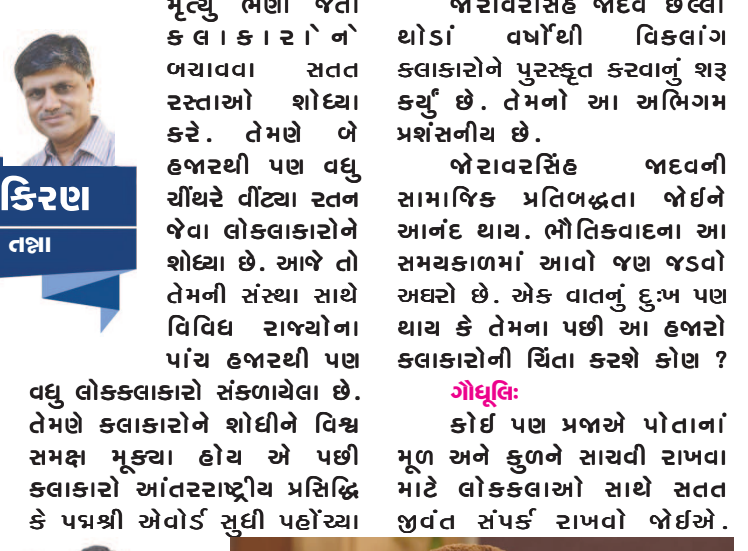 મૃત્યુ ભણી જતા
કલાકારોને
બચાવવા સતત
રસ્તાઓ શોધ્યા
કરે. તેમણે બે
હજારથી પણ વધુ
ચીંથરે વીંટ્યા રતન
જેવા લોકલાકારોને
શોધ્યા છે. આજે તો
તેમની સંસ્થા સાથે
વિવિધ રાજ્યોના
પાંચ હજારથી પણ
વધુ લોકકલાકારો સંકળાયેલા છે.
તેમણે કલાકારોને શોધીને વિશ્વ
સમક્ષ મૂક્યા હોય એ પછી
કલાકારો આંતરરાષ્ટ્રીય પ્રસિદ્ધિ
કે પદ્મશ્રી એવોર્ડ સુધી પહોંચ્યા
કિરણ
તન્ના
જોરાવરસિંહ જાદવે છેલ્લા
થોડાં વર્ષોથી વિકલાંગ
કલાકારોને પુરસ્કૃત કરવાનું શરૂ
કર્યું છે. તેમનો આ અભિગમ
પ્રશંસનીય છે.
જોરાવરસિંહ જાદવની
સામાજિક પ્રતિબદ્ધતા જોઈને
આનંદ થાય. ભૌતિકવાદના આ
સમયકાળમાં આવો જણ જડવો
અઘરો છે. એક વાતનું દુઃખ પણ
થાય કે તેમના પછી આ હજારો
કલાકારોની ચિંતા કરશે કોણ ?
ગૌધૂલિઃ
કોઈ પણ પ્રજાએ પોતાનાં
મૂળ અને કુળને સાચવી રાખવા
માટે લોકકલાઓ સાથે સતત
જીવંત સંપર્ક રાખવો જોઈએ.